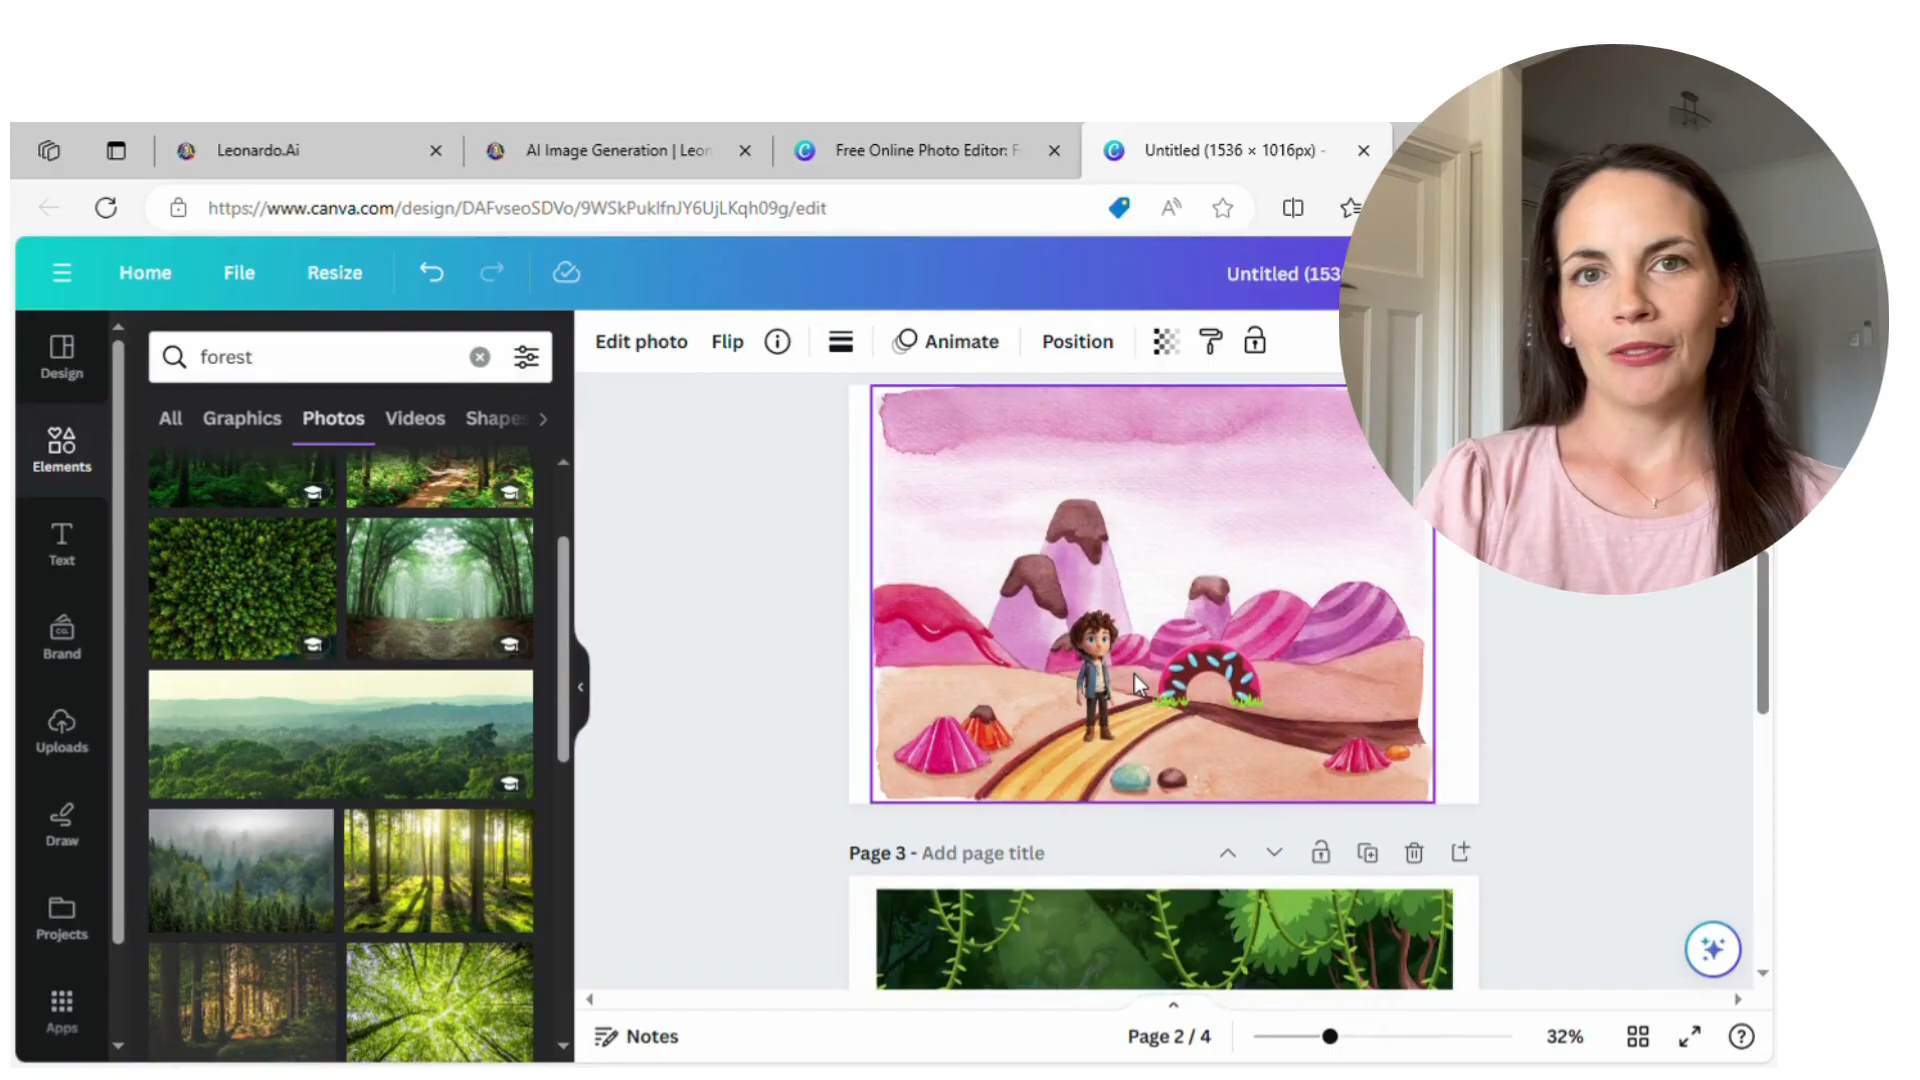 Leonardo.Ai
AI Image Generation | Leon
Free Online Photo Editor: F
Untitled (1536 × 1016px) -
https://www.canva.com/design/DAFvseoSDVo/9WSkPuklfnJY6UjLKqh09g/edit
Home
File
Resize
Untitled (153
Design
Elements
Text
Brand
Uploads
Draw
Projects
Apps
forest
All
Graphics
Photos
Videos
Shapes
Edit photo
Flip
Animate
Position
Page 3 - Add page title
Notes
Page 2 / 4
32%